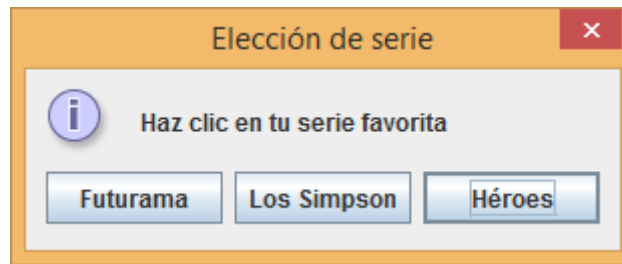 Elección de serie
Haz clic en tu serie favorita
Futurama Los Simpson Héroes